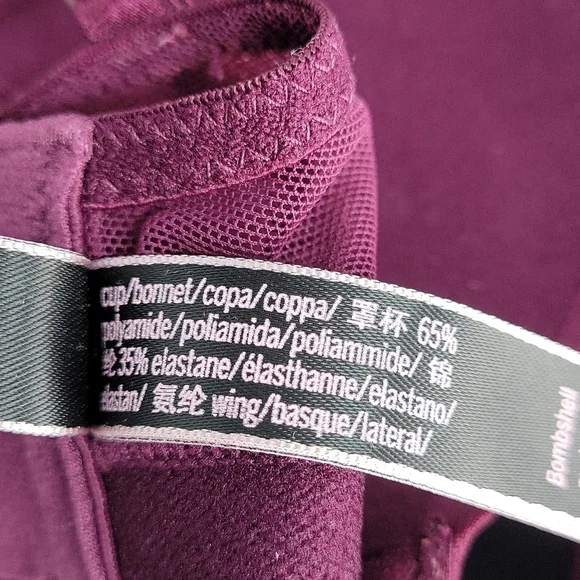 cup/bonnet/copa/coppa/ 罩杯 65%
polyamide/poliamida/poliammide/ 锦
纶 35% elastane/élasthanne/elastano/
elastan/ 氨纶 wing/basque/lateral/
Bombshell